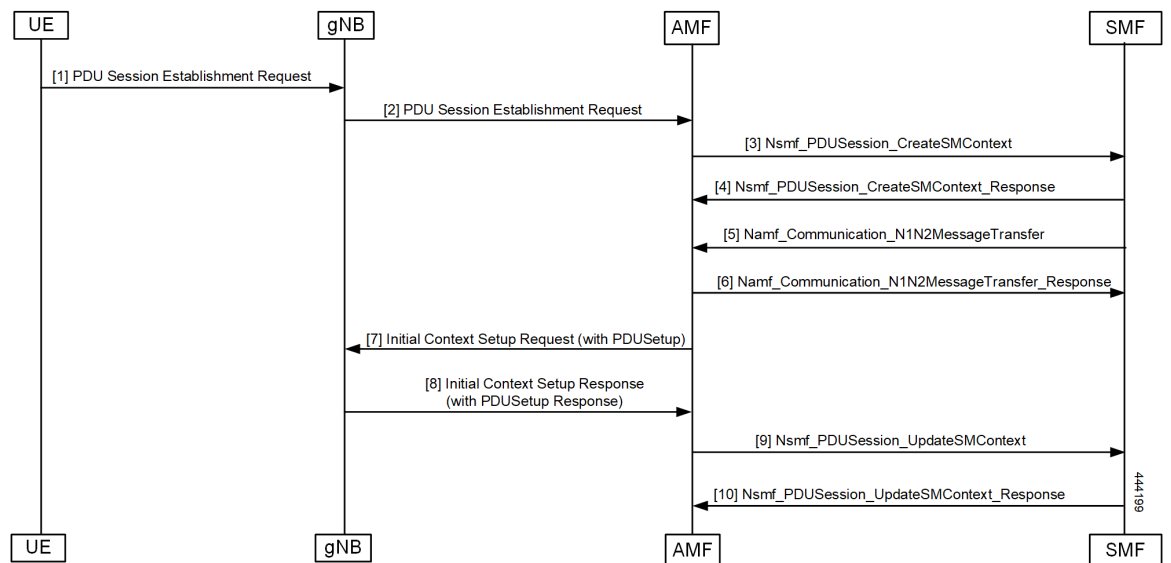 UE
gNB
AMF
SMF
[1] PDU Session Establishment Request
[2] PDU Session Establishment Request
[3] Nsmf_PDUSession_CreateSMContext
[4] Nsmf_PDUSession_CreateSMContext_Response
[5] Namf_Communication_N1N2MessageTransfer
[6] Namf_Communication_N1N2MessageTransfer_Response
[7] Initial Context Setup Request (with PDUSetup)
[8] Initial Context Setup Response
(with PDUSetup Response)
[9] Nsmf_PDUSession_UpdateSMContext
[10] Nsmf_PDUSession_UpdateSMContext_Response
444199
UE
gNB
AMF
SMF